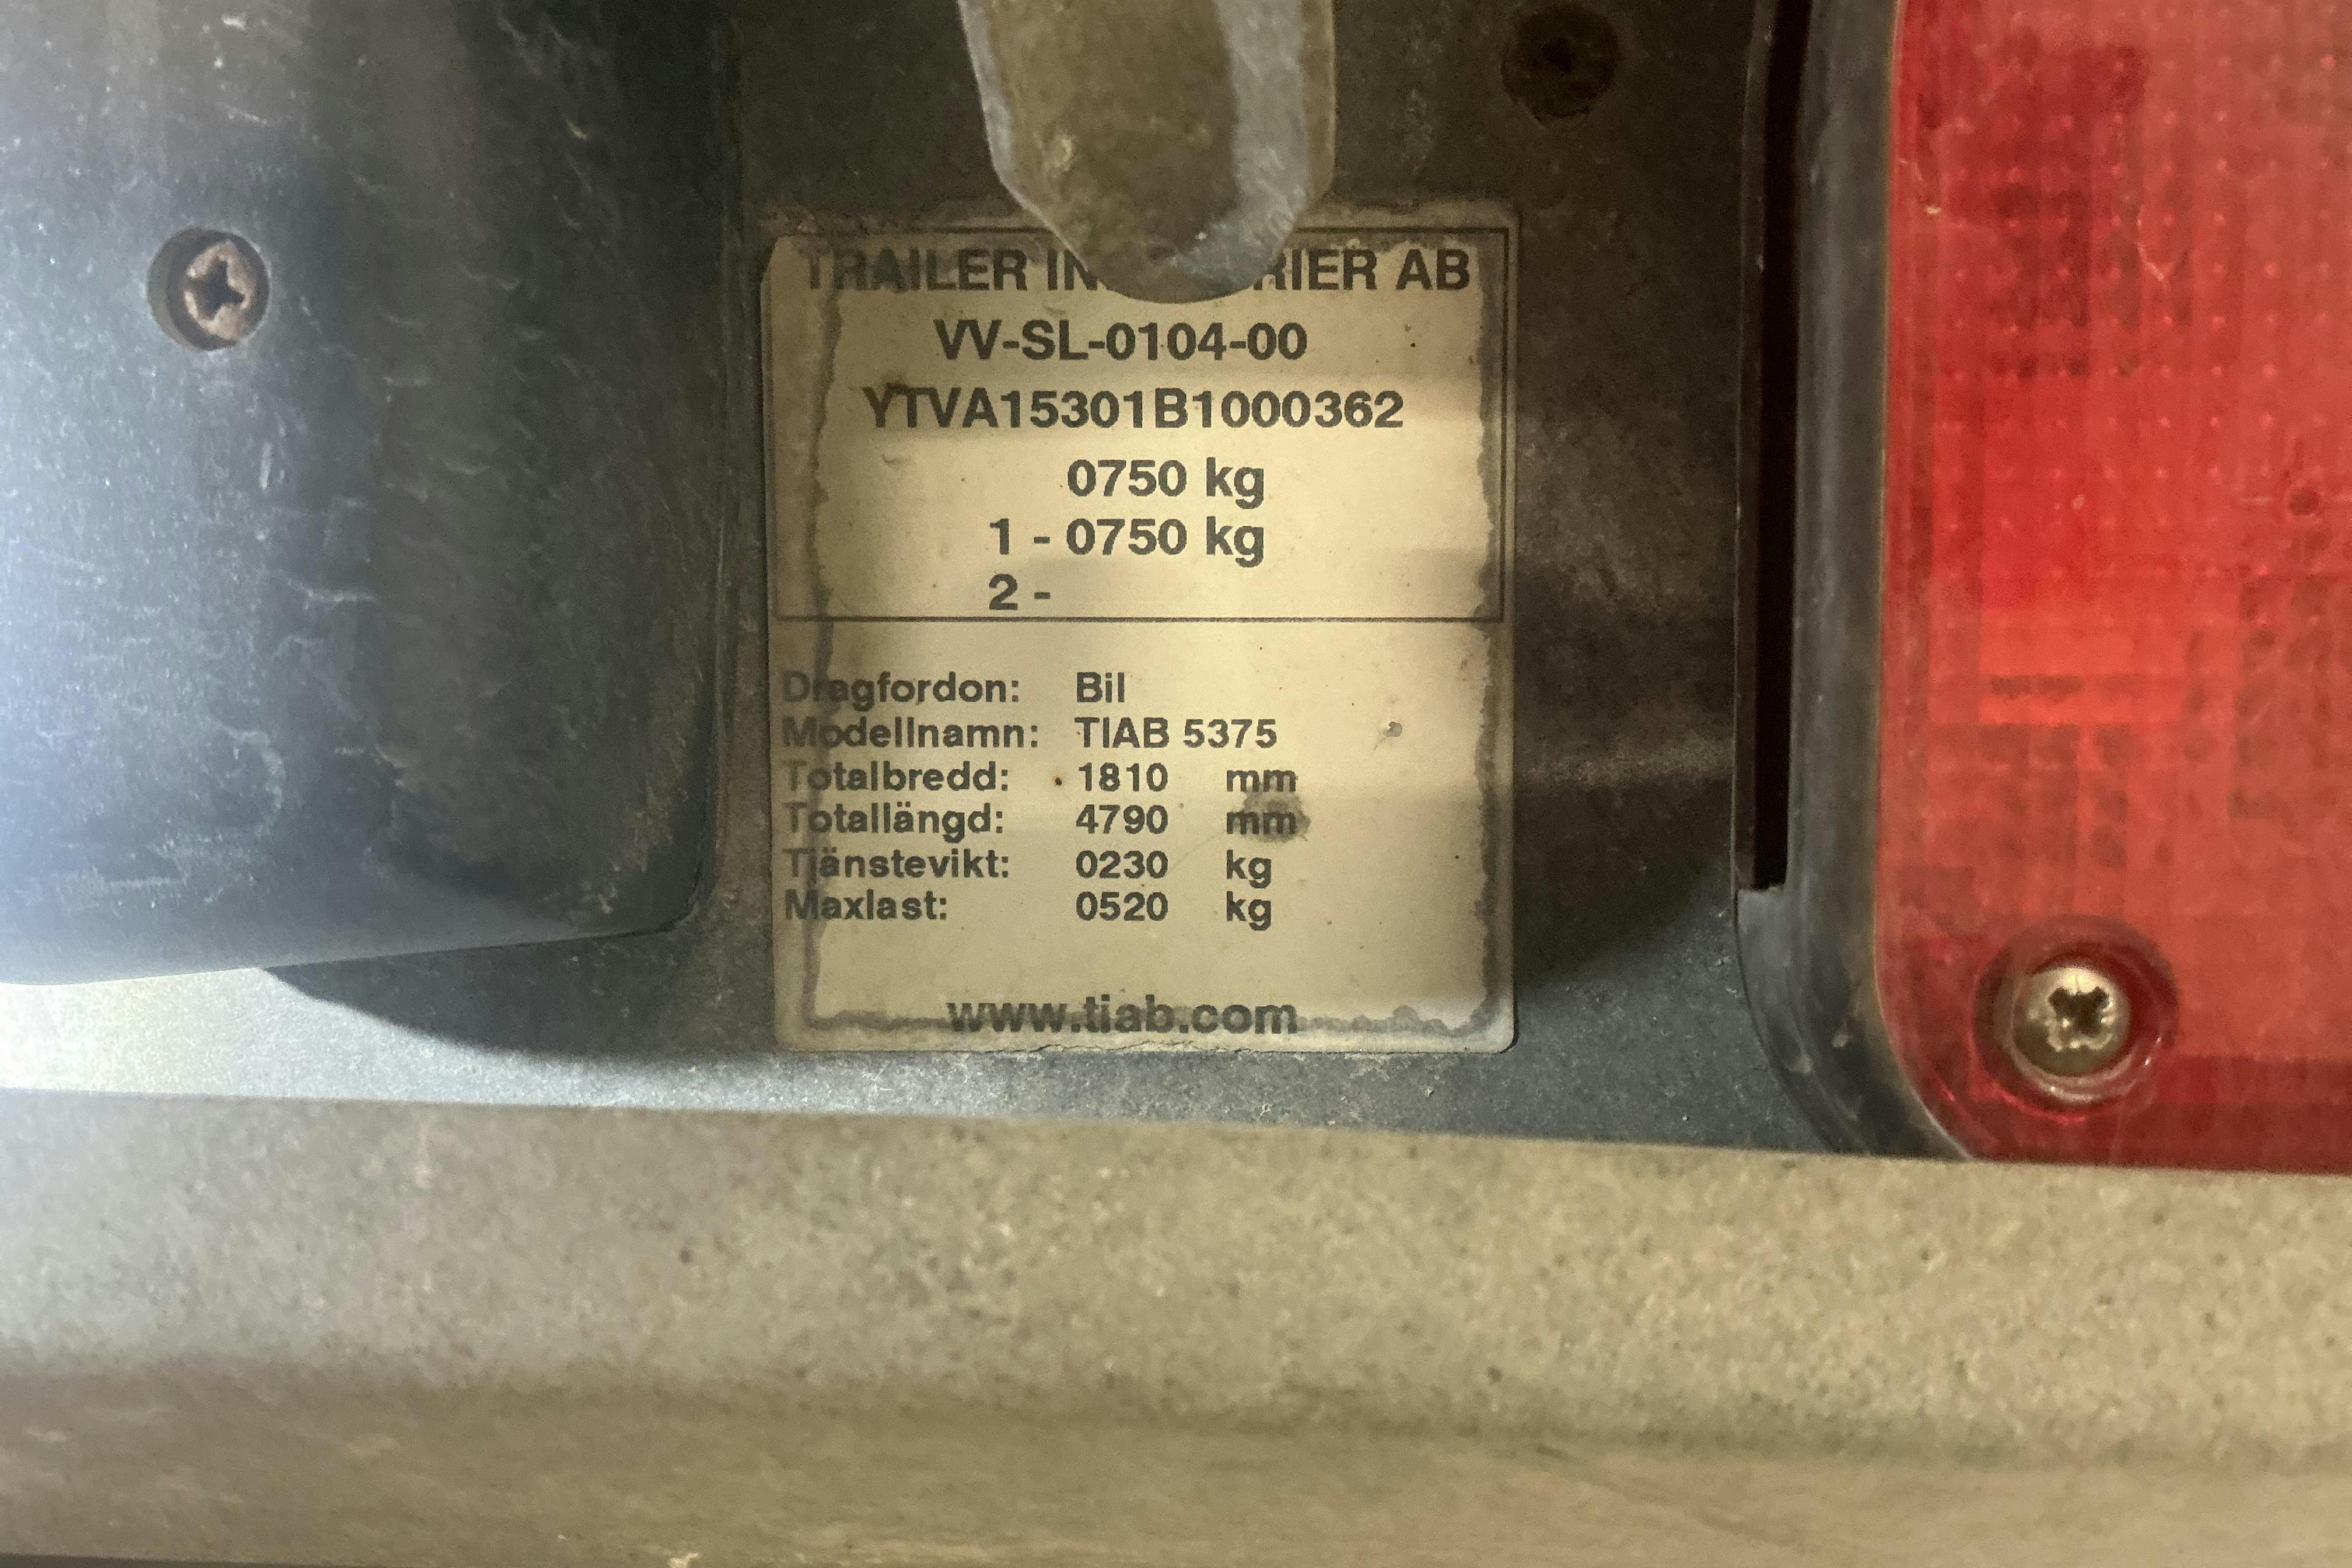 TRAILER RIER AB
VV-SL-0104-00
YTVA15301B1000362
0750 kg
1 - 0750 kg
2 -
Dragfordon: Bil
Modellnamn: TIAB 5375
Totalbredd: 1810 mm
Totallängd: 4790 mm
Tjänstevikt: 0230 kg
Maxlast: 0520 kg
www.tiab.com